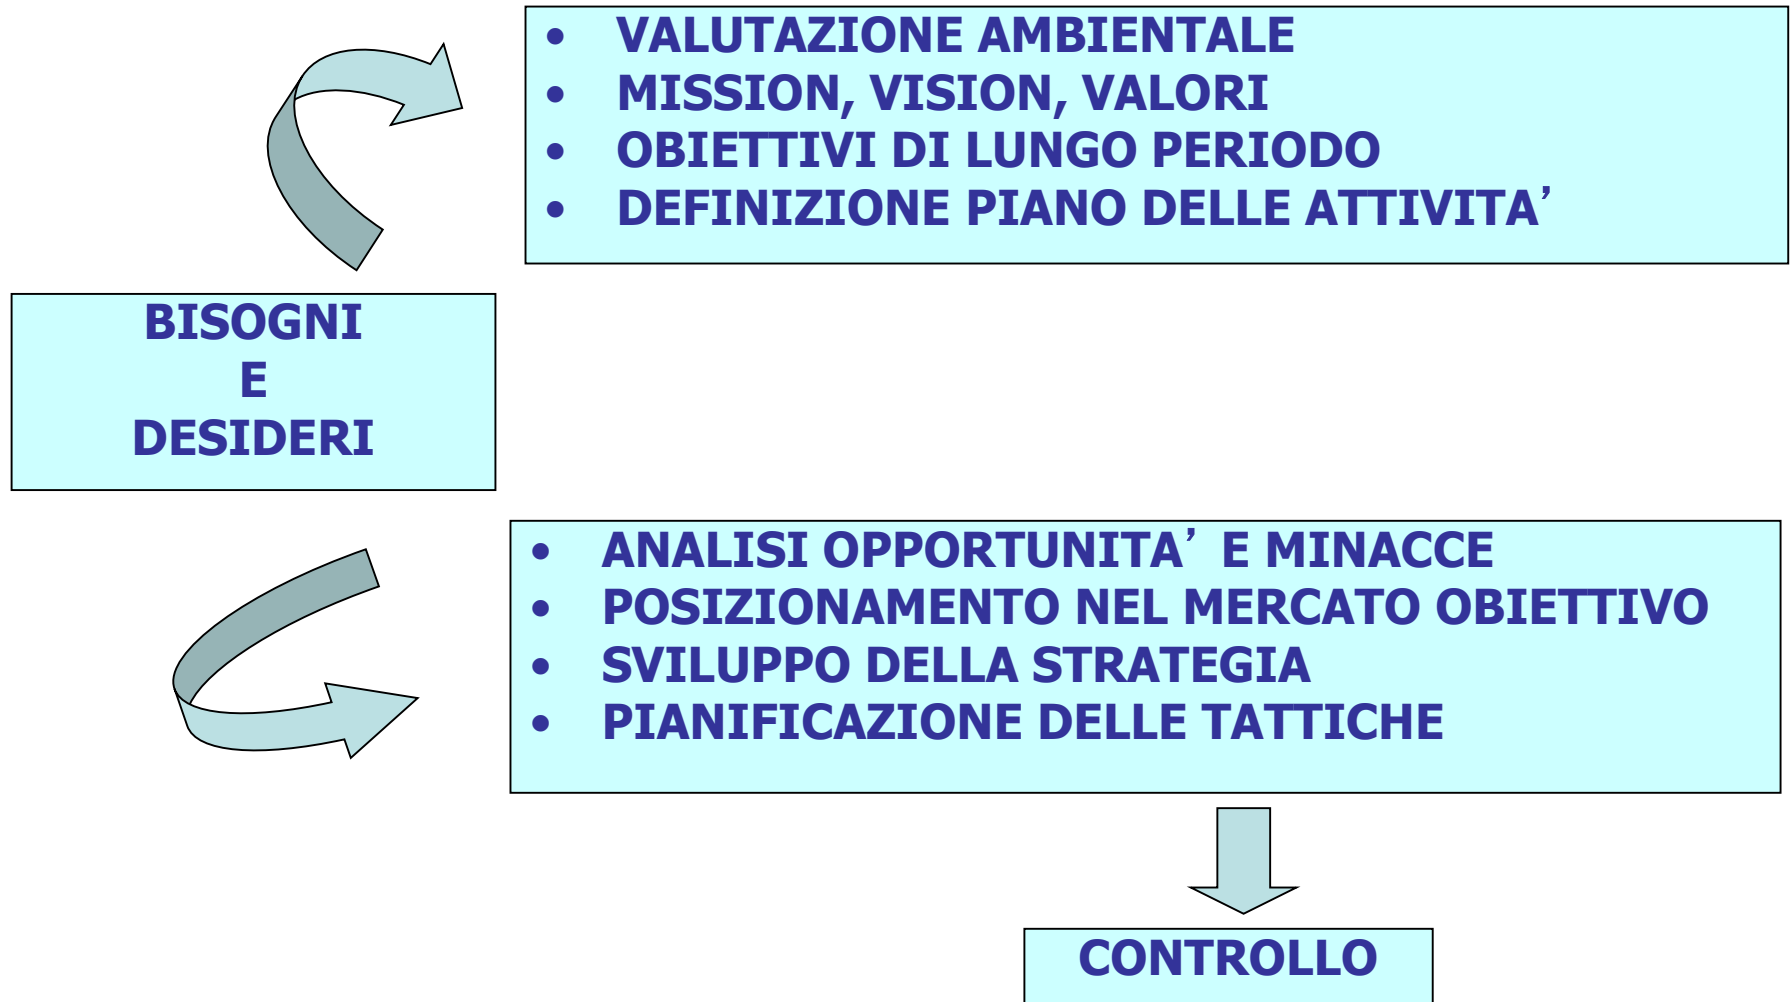 • VALUTAZIONE AMBIENTALE
• MISSION, VISION, VALORI
• OBIETTIVI DI LUNGO PERIODO
• DEFINIZIONE PIANO DELLE ATTIVITA’
BISOGNI
E
DESIDERI
• ANALISI OPPORTUNITA’ E MINACCE
• POSIZIONAMENTO NEL MERCATO OBIETTIVO
• SVILUPPO DELLA STRATEGIA
• PIANIFICAZIONE DELLE TATTICHE
CONTROLLO